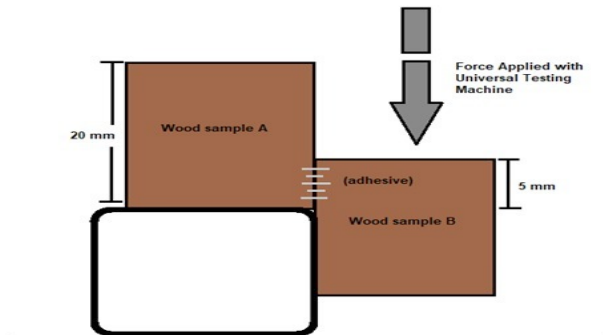 Force Applied with
Universal Testing
Machine
Wood sample A
20 mm
(adhesive)
5 mm
Wood sample B